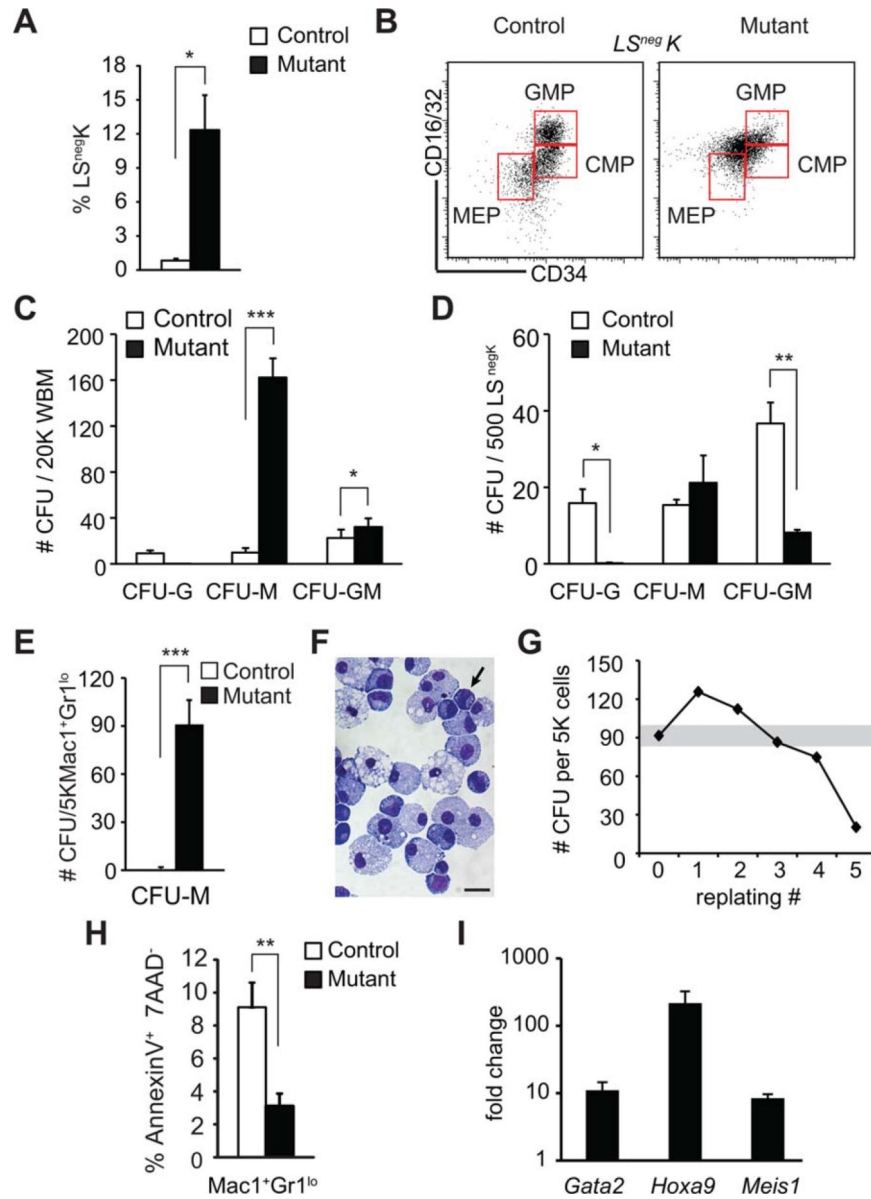 A
Control
Mutant
*
% LSnegK
18
15
12
9
6
3
0
B
Control
LSneg K
Mutant
CD16/32
GMP
CMP
MEP
GMP
CMP
MEP
CD34
C
Control
Mutant
***
*
# CFU / 20K WBM
200
160
120
80
40
0
CFU-G
CFU-M
CFU-GM
D
Control
Mutant
*
**
# CFU / 500 LS negK
60
40
20
0
CFU-G
CFU-M
CFU-GM
E
***
Control
Mutant
# CFU/5KMac1+Gr1lo
120
90
60
30
0
CFU-M
F
G
# CFU per 5K cells
150
120
90
60
30
0
0 1 2 3 4 5
replating #
H
**
Control
Mutant
% AnnexinV+ 7AAD-
12
10
8
6
4
2
0
Mac1+Gr1lo
I
fold change
1000
100
10
1
Gata2
Hoxa9
Meis1